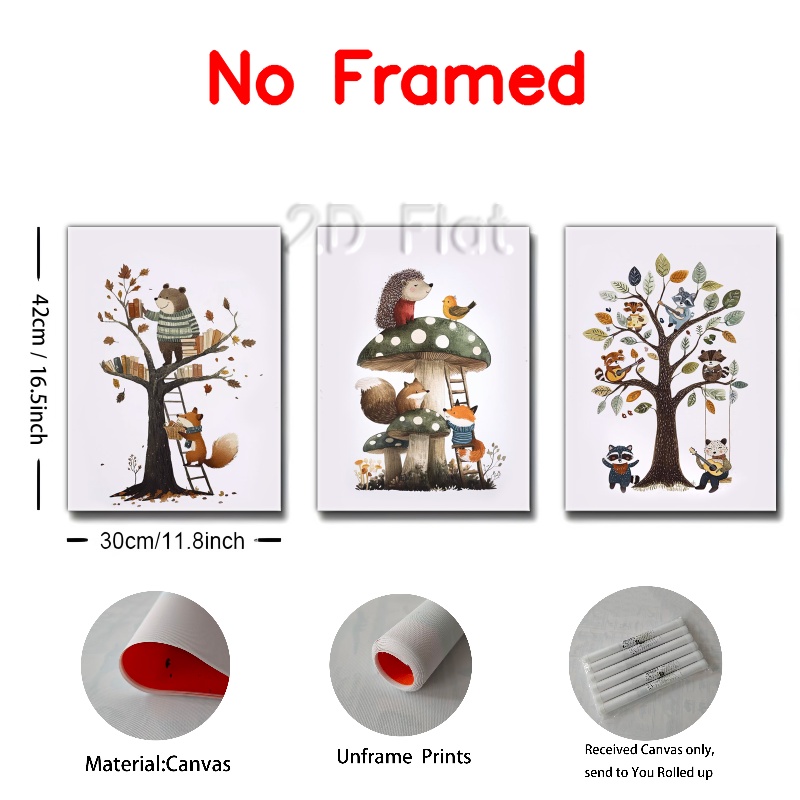 No Framed
2D Flat
42cm / 16.5inch
30cm/11.8inch
Material:Canvas
Unframe Prints
Received Canvas only,
send to You Rolled up